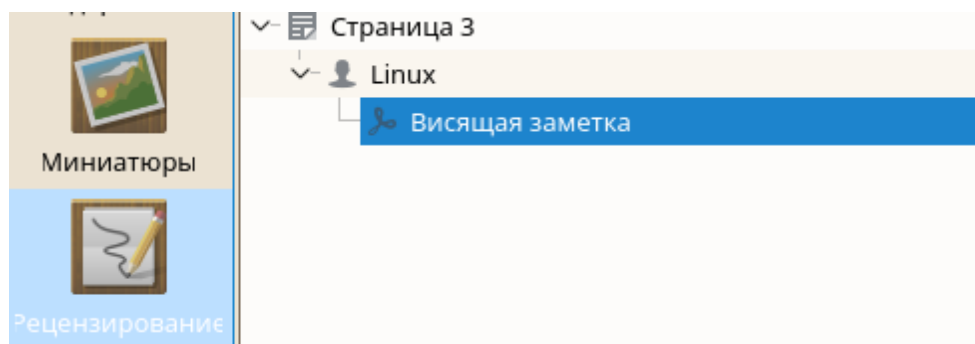 Страница 3
Linux
Висящая заметка
Миниатюры
Рецензирование